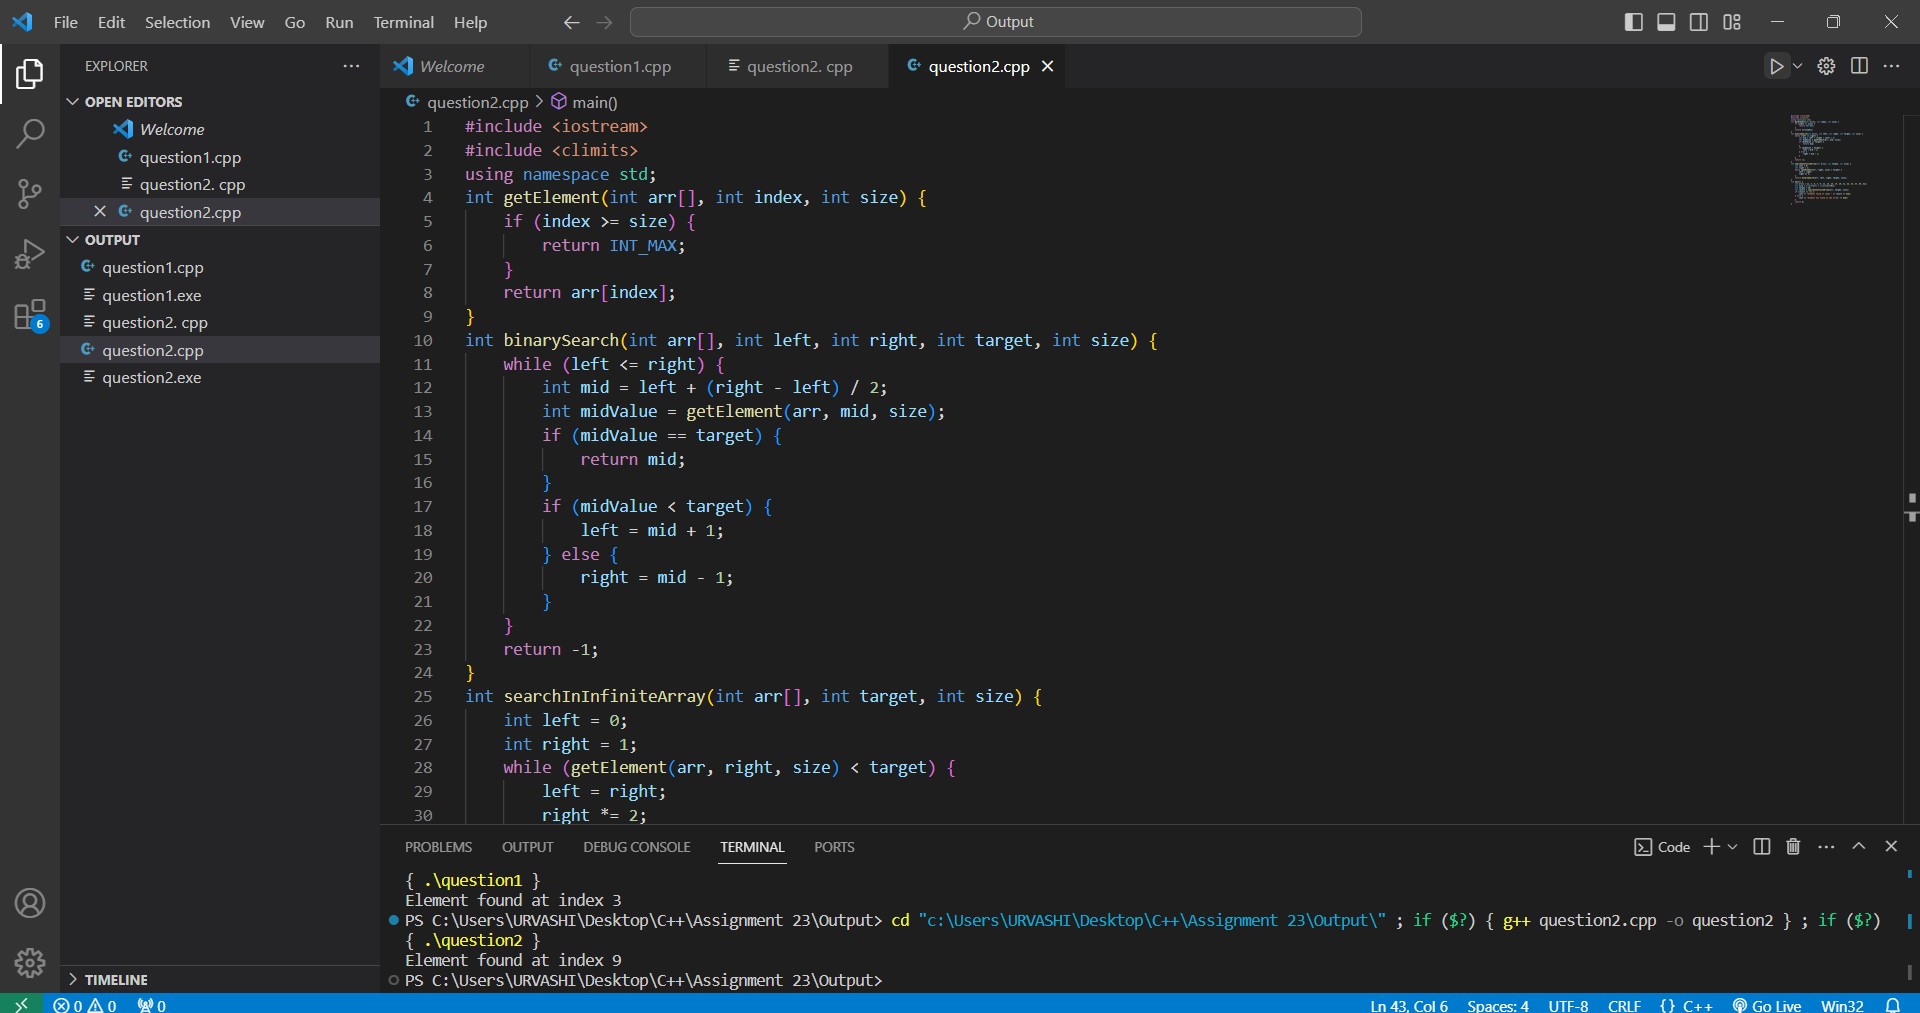 File Edit Selection View Go Run Terminal Help
Output
EXPLORER
OPEN EDITORS
Welcome
question1.cpp
question2. cpp
question2.cpp
OUTPUT
question1.cpp
question1.exe
question2. cpp
question2.cpp
question2.exe
TIMELINE
6
Welcome question1.cpp question2. cpp question2.cpp
question2.cpp > main()
1 #include <iostream>
2 #include <climits>
3 using namespace std;
4 int getElement(int arr[], int index, int size) {
5 if (index >= size) {
6 return INT_MAX;
7 }
8 return arr[index];
9 }
10 int binarySearch(int arr[], int left, int right, int target, int size) {
11 while (left <= right) {
12 int mid = left + (right - left) / 2;
13 int midValue = getElement(arr, mid, size);
14 if (midValue == target) {
15 return mid;
16 }
17 if (midValue < target) {
18 left = mid + 1;
19 } else {
20 right = mid - 1;
21 }
22 }
23 return -1;
24 }
25 int searchInInfiniteArray(int arr[], int target, int size) {
26 int left = 0;
27 int right = 1;
28 while (getElement(arr, right, size) < target) {
29 left = right;
30 right *= 2;
PROBLEMS OUTPUT DEBUG CONSOLE TERMINAL PORTS
Code
{ .\question1 }
Element found at index 3
PS C:\Users\URVASHI\Desktop\C++\Assignment 23\Output> cd "c:\Users\URVASHI\Desktop\C++\Assignment 23\Output\" ; if ($?) { g++ question2.cpp -o question2 } ; if ($?)
{ .\question2 }
Element found at index 9
PS C:\Users\URVASHI\Desktop\C++\Assignment 23\Output>
0 0 0
Ln 43, Col 6 Spaces: 4 UTF-8 CRLF {} C++ Go Live Win32